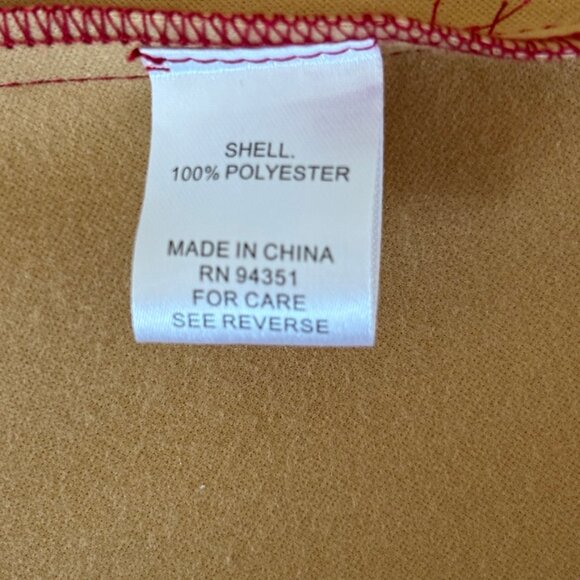 SHELL.
100% POLYESTER
MADE IN CHINA
RN 94351
FOR CARE
SEE REVERSE